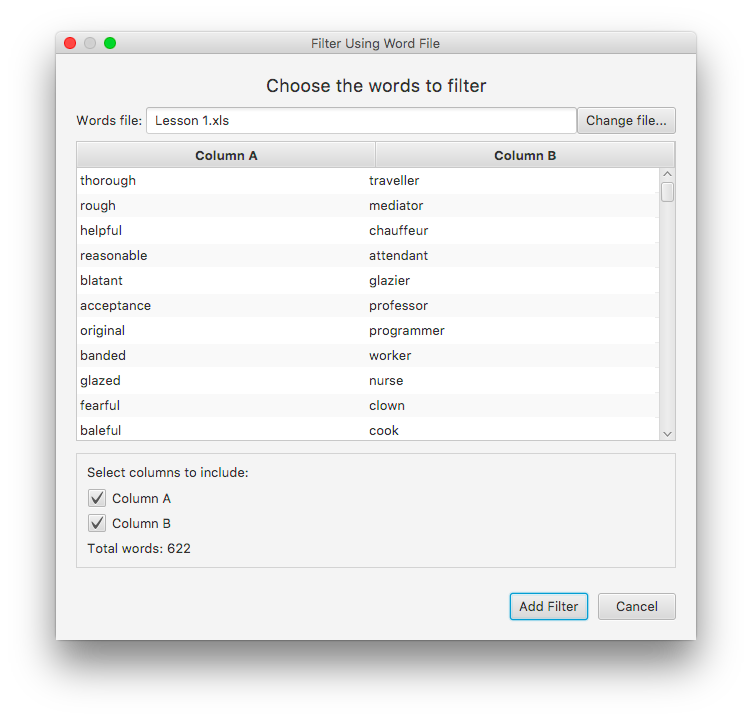 Filter Using Word File
Choose the words to filter
Words file: Lesson 1.xls Change file...
Column A Column B
thorough traveller
rough mediator
helpful chauffeur
reasonable attendant
blatant glazier
acceptance professor
original programmer
banded worker
glazed nurse
fearful clown
baleful cook
Select columns to include:
Column A
Column B
Total words: 622
Add Filter Cancel